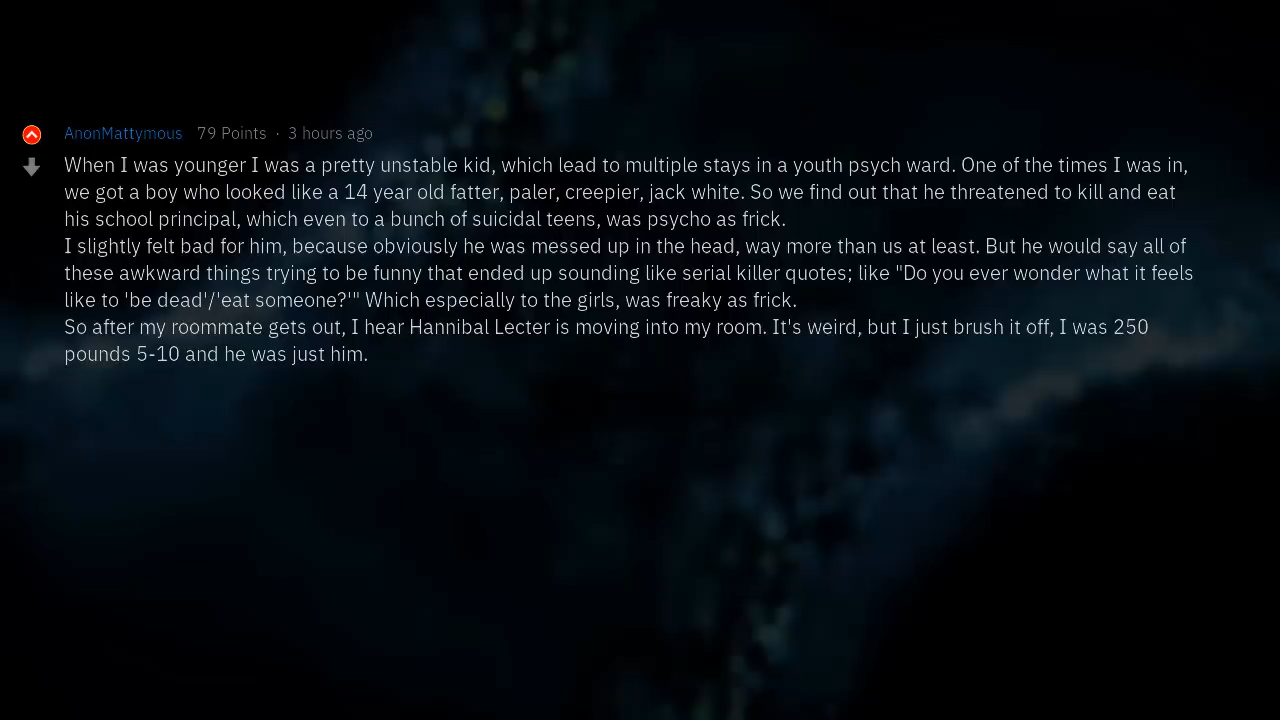 AnonMattymous 79 Points · 3 hours ago
When I was younger I was a pretty unstable kid, which lead to multiple stays in a youth psych ward. One of the times I was in,
we got a boy who looked like a 14 year old fatter, paler, creepier, jack white. So we find out that he threatened to kill and eat
his school principal, which even to a bunch of suicidal teens, was psycho as frick.
I slightly felt bad for him, because obviously he was messed up in the head, way more than us at least. But he would say all of
these awkward things trying to be funny that ended up sounding like serial killer quotes; like "Do you ever wonder what it feels
like to 'be dead'/'eat someone?'" Which especially to the girls, was freaky as frick.
So after my roommate gets out, I hear Hannibal Lecter is moving into my room. It's weird, but I just brush it off, I was 250
pounds 5-10 and he was just him.